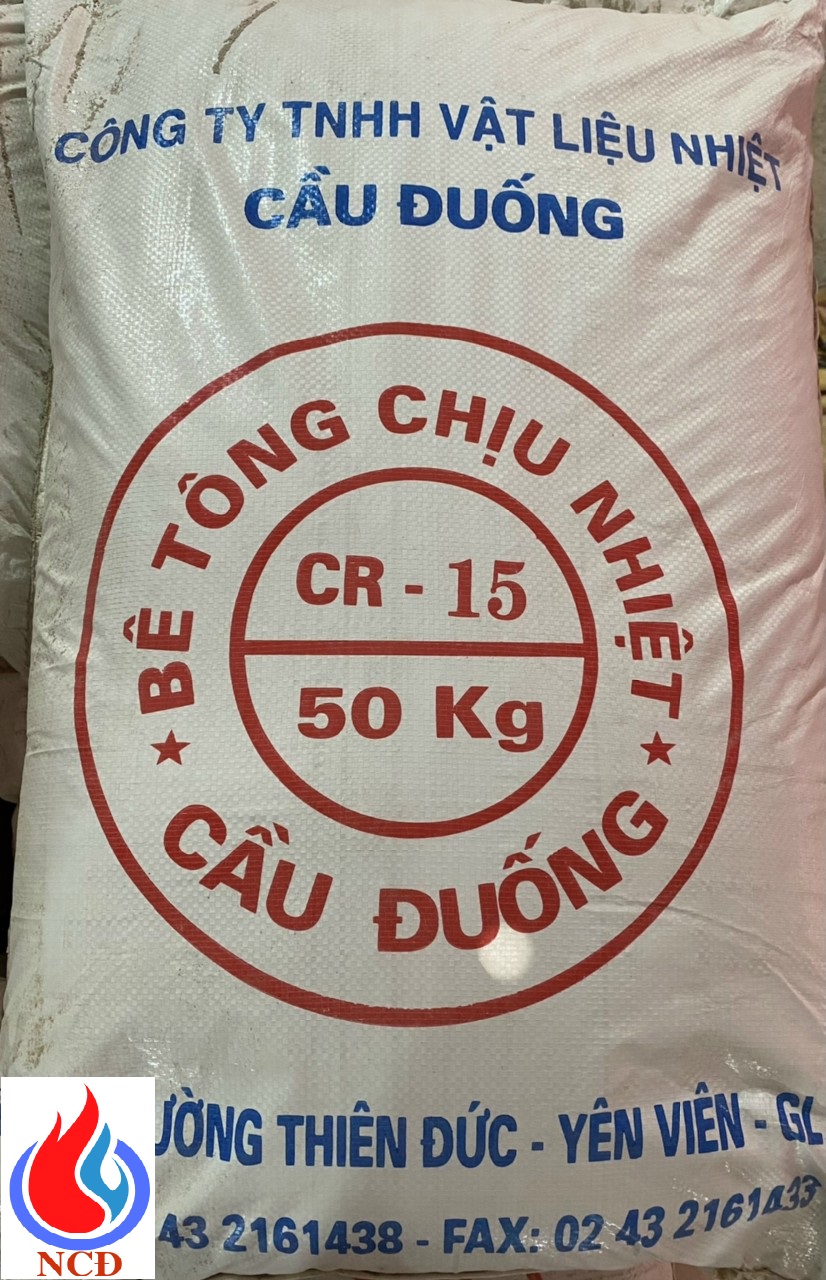 CÔNG TY TNHH VẬT LIỆU NHIỆT
CẦU ĐUỐNG
BÊ TÔNG CHỊU NHIỆT
CR - 15
50 Kg
CẦU ĐUỐNG
THIÊN ĐỨC - YÊN VIÊN - GL
43 2161438 - FAX: 02 43 2161433
NCĐ